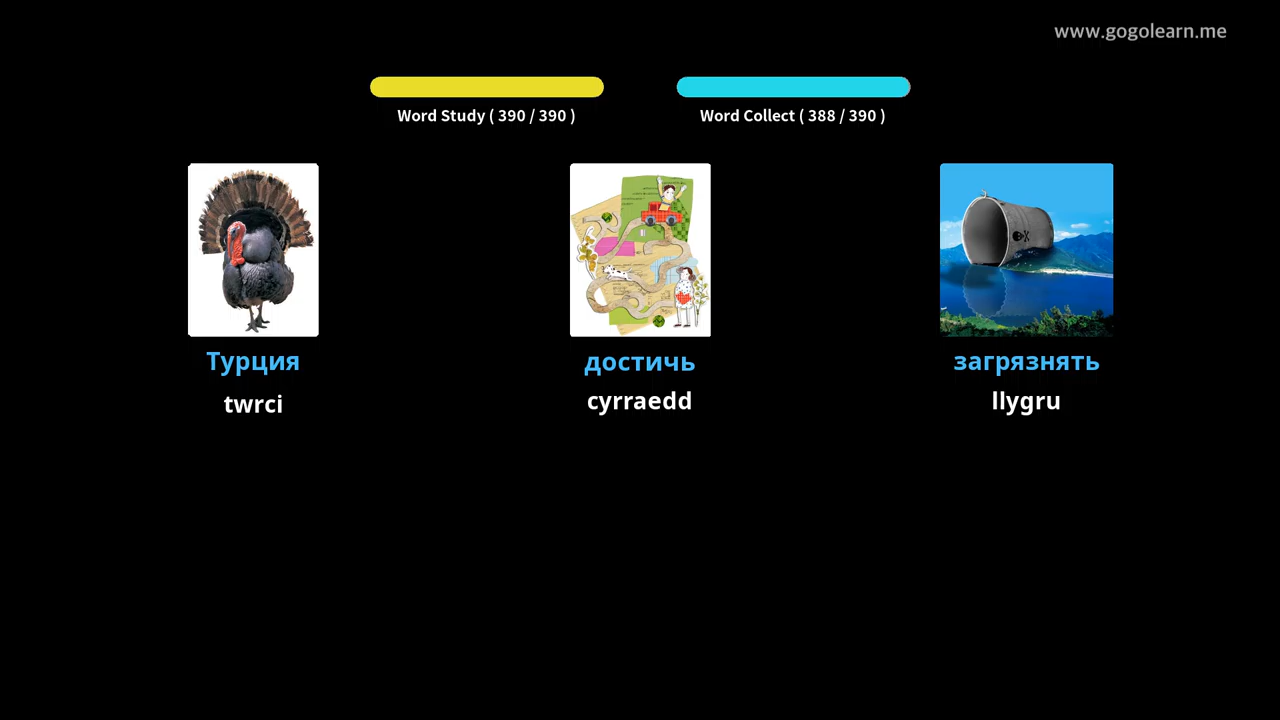 www.gogolearn.me
Word Study ( 390 / 390 )
Word Collect ( 388 / 390 )
Турция
достичь
загрязнять
twrci
cyrraedd
llygru